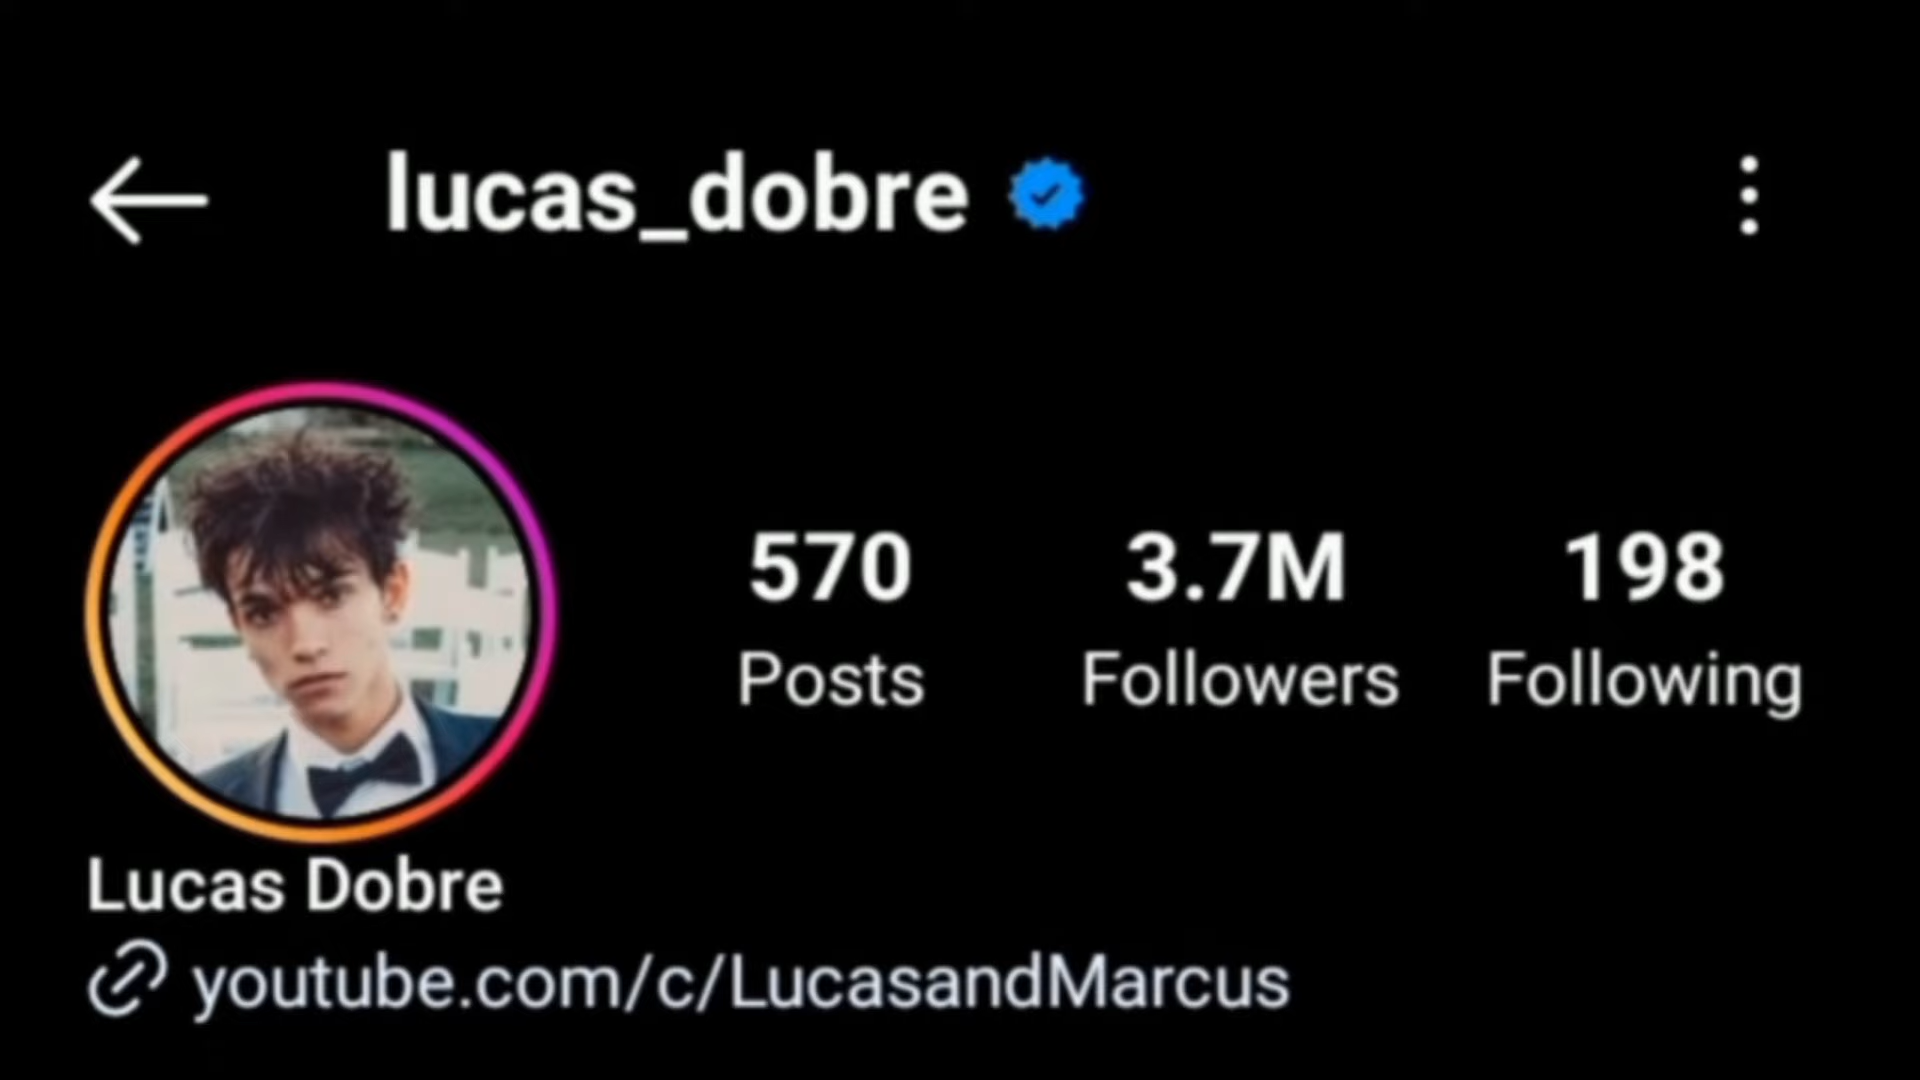 lucas_dobre
570 3.7M 198
Posts Followers Following
Lucas Dobre
youtube.com/c/LucasandMarcus